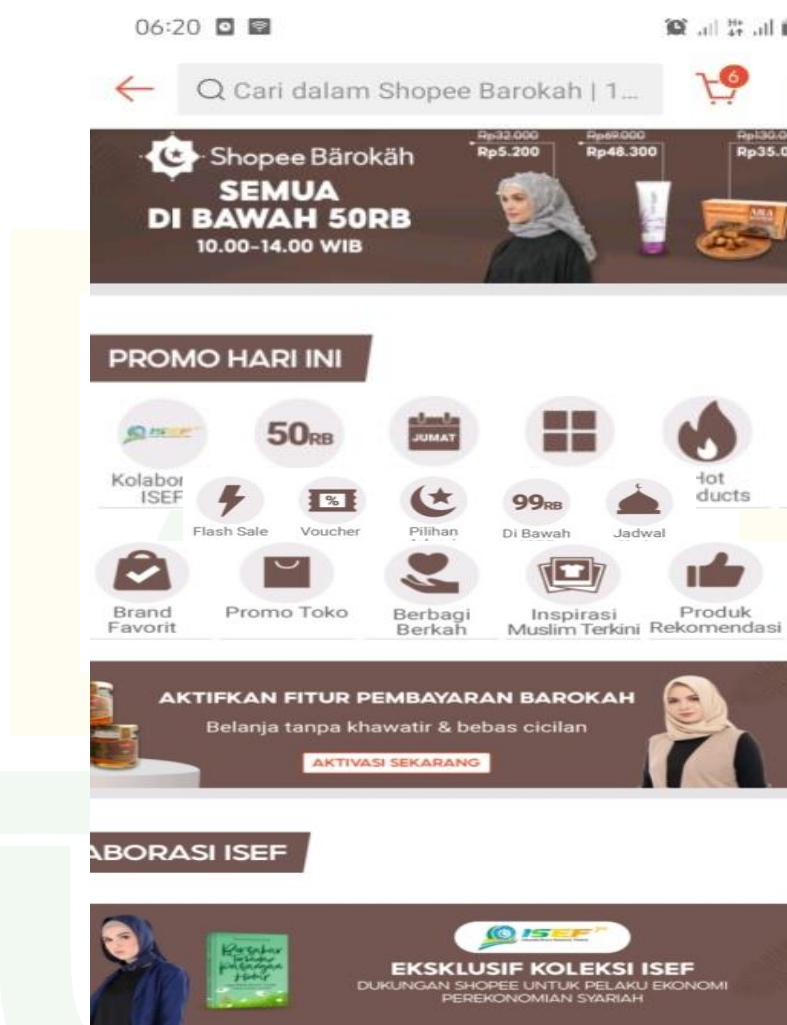 06:20
H+
Cari dalam Shopee Barokah | 1...
6
Shopee Bärokäh
SEMUA
DI BAWAH 50RB
10.00-14.00 WIB
Rp32.000
Rp5.200
Rp69.000
Rp48.300
Rp130.0
Rp35.0
ARA
PROMO HARI INI
ISEF
50RB
JUMAT
Kolabor
ISEF
Hot
ducts
%
99RB
Flash Sale
Voucher
Pilihan
Di Bawah
Jadwal
Brand
Favorit
Promo Toko
Berbagi
Berkah
Inspirasi
Muslim Terkini
Produk
Rekomendasi
AKTIFKAN FITUR PEMBAYARAN BAROKAH
Belanja tanpa khawatir & bebas cicilan
AKTIVASI SEKARANG
ABORASI ISEF
ISEF
EKSKLUSIF KOLEKSI ISEF
DUKUNGAN SHOPEE UNTUK PELAKU EKONOMI
PEREKONOMIAN SYARIAH